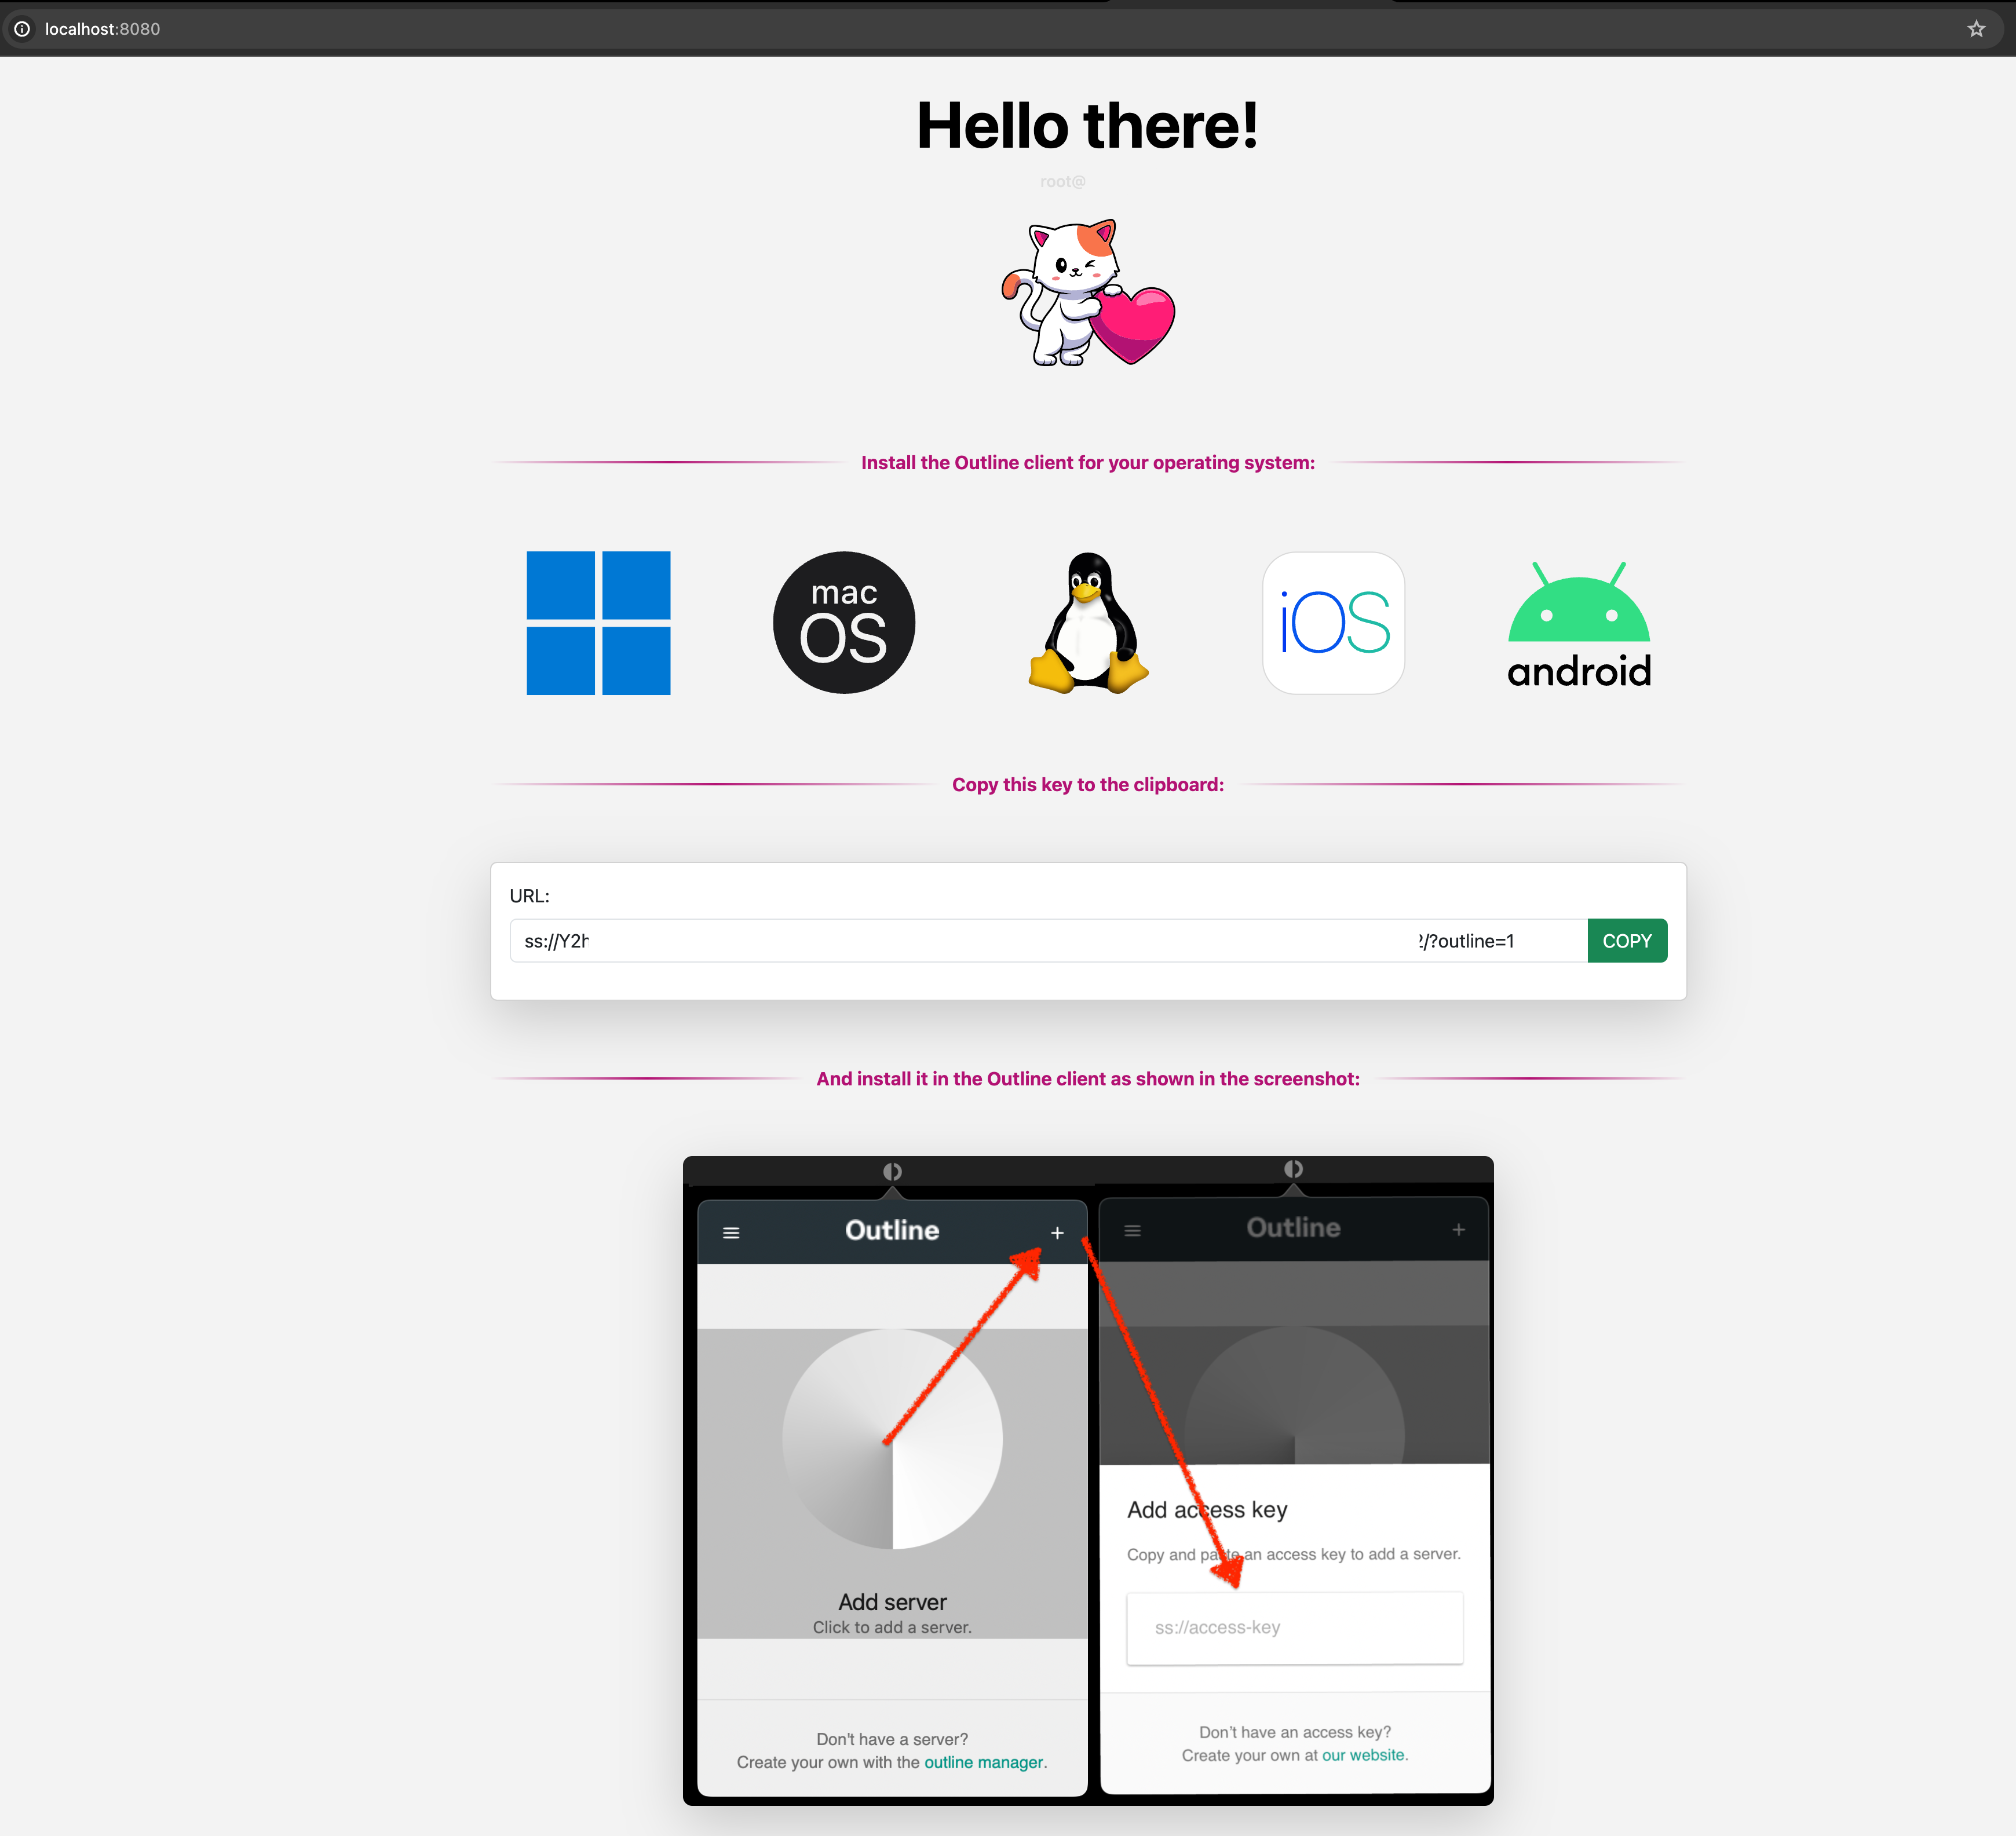 localhost:8080
Hello there!
root@
Install the Outline client for your operating system:
mac
OS
iOS
android
Copy this key to the clipboard:
URL:
ss://Y2h
2/?outline=1
COPY
And install it in the Outline client as shown in the screenshot:
Outline
+
Add server
Click to add a server.
Don't have a server?
Create your own with the outline manager.
Outline
+
Add access key
Copy and paste an access key to add a server.
ss://access-key
Don't have an access key?
Create your own at our website.